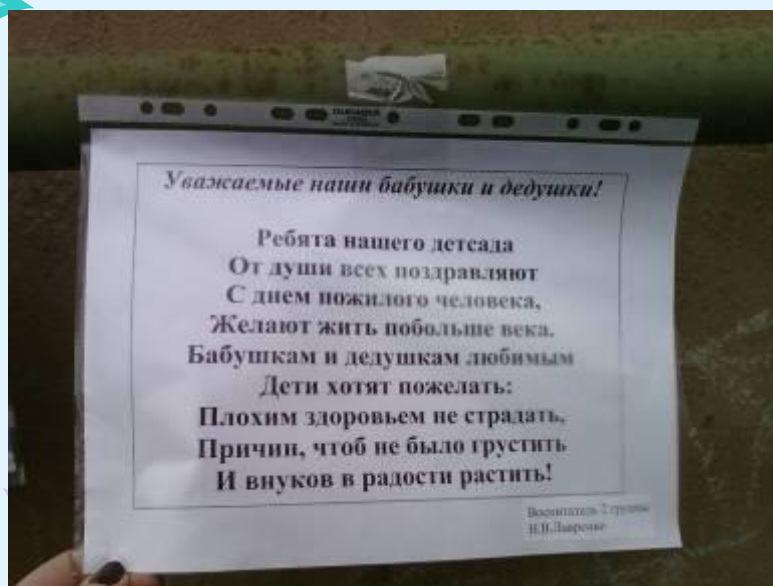 Уважаемые наши бабушки и дедушки!
Ребята нашего детсада
От души всех поздравляют
С днем пожилого человека,
Желают жить побольше века.
Бабушкам и дедушкам любимым
Дети хотят пожелать:
Плохим здоровьем не страдать,
Причин, чтоб не было грустить
И внуков в радости растить!
Воспитатель 2 группы